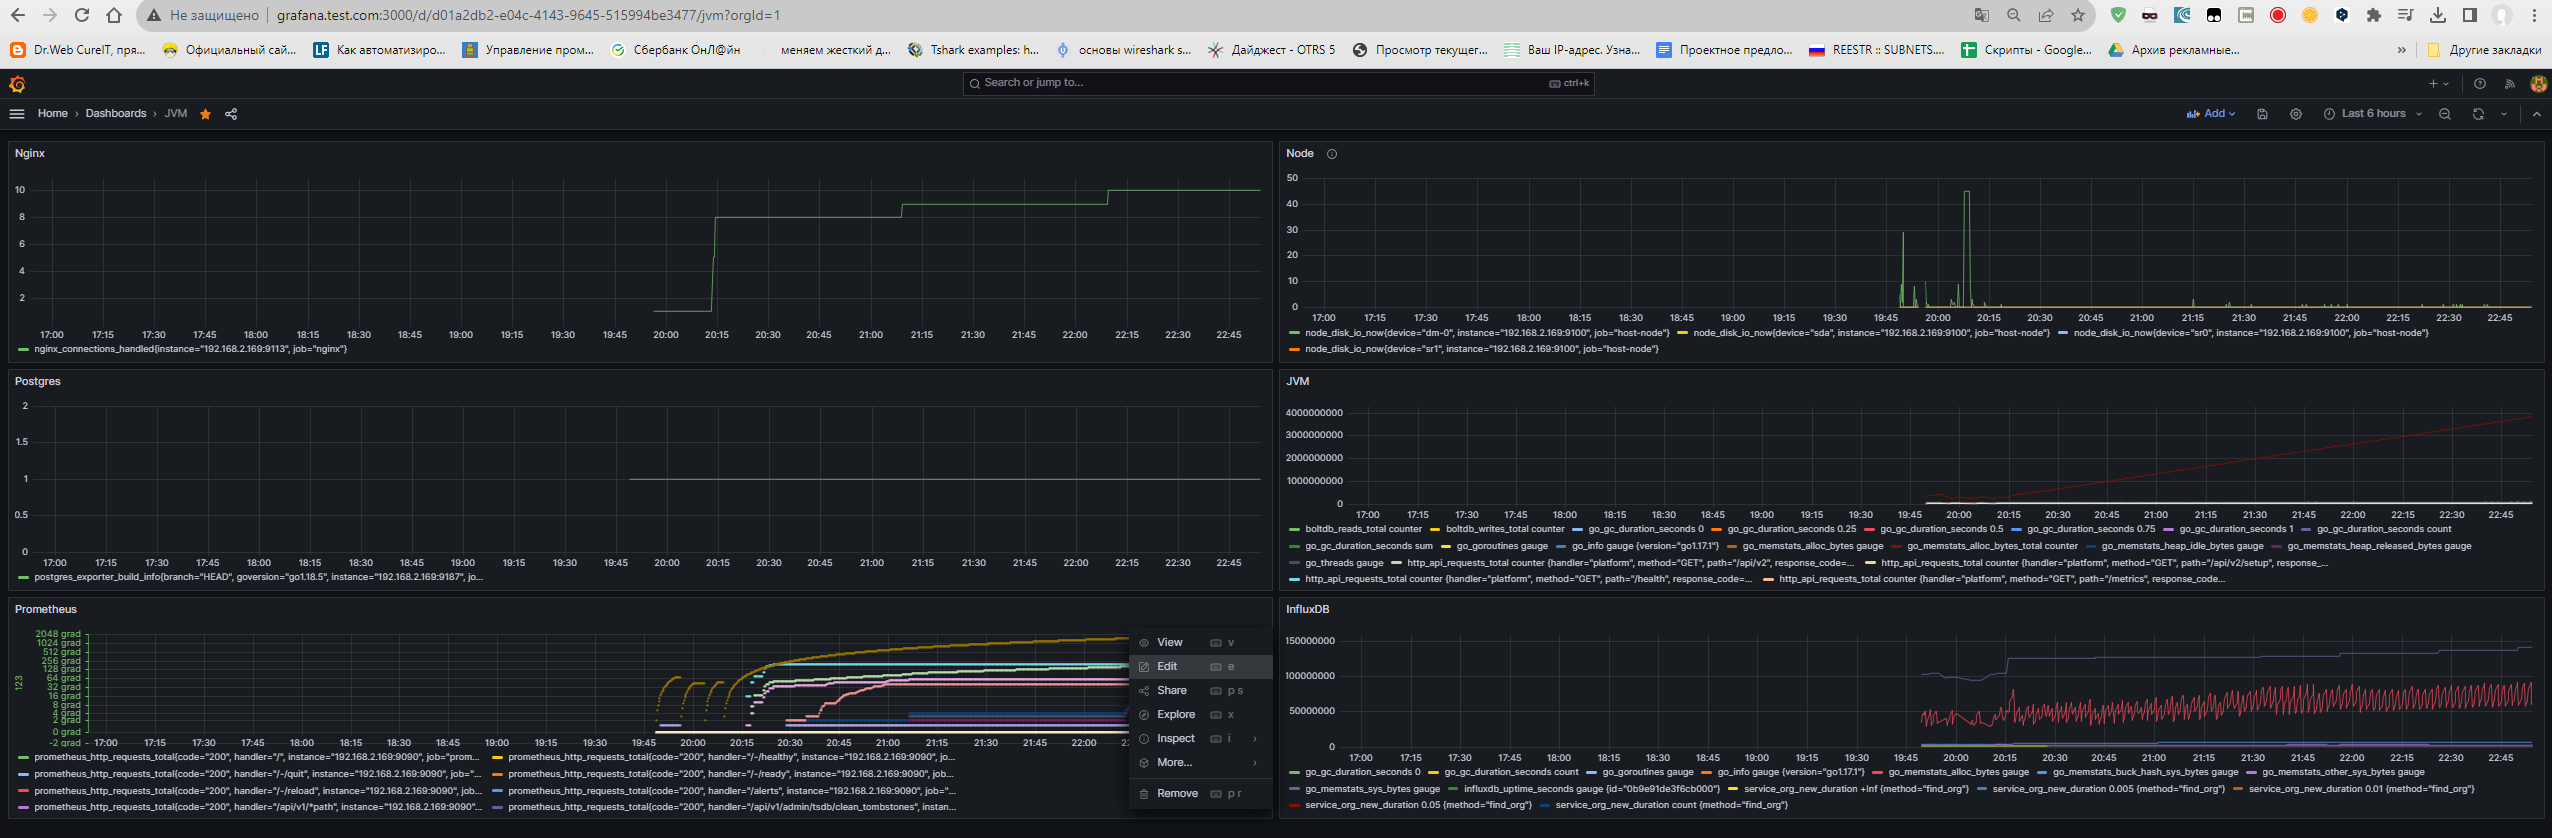 Не защищено | grafana.test.com:3000/d/d01a2db2-e04c-4143-9645-515994be3477/jvm?orgId=1
Dr.Web CureIT, пря... Официальный сай... Как автоматизиро... Управление пром... Сбербанк ОнЛ@йн меняем жесткий д... Tshark examples: h... основы wireshark s... Дайджест - OTRS 5 Просмотр текущег... Ваш IP-адрес. Узна... Проектное предло... REESTR :: SUBNETS.... Скрипты - Google... Архив рекламные... » Другие закладки
Search or jump to... ctrl+k
Home › Dashboards › JVM Add Last 6 hours
Nginx
10
8
6
4
2
17:00 17:15 17:30 17:45 18:00 18:15 18:30 18:45 19:00 19:15 19:30 19:45 20:00 20:15 20:30 20:45 21:00 21:15 21:30 21:45 22:00 22:15 22:30 22:45
nginx_connections_handled{instance="192.168.2.169:9113", job="nginx"}
Node
50
40
30
20
10
0
17:00 17:15 17:30 17:45 18:00 18:15 18:30 18:45 19:00 19:15 19:30 19:45 20:00 20:15 20:30 20:45 21:00 21:15 21:30 21:45 22:00 22:15 22:30 22:45
node_disk_io_now{device="dm-0", instance="192.168.2.169:9100", job="host-node"} node_disk_io_now{device="sda", instance="192.168.2.169:9100", job="host-node"} node_disk_io_now{device="sr0", instance="192.168.2.169:9100", job="host-node"}
node_disk_io_now{device="sr1", instance="192.168.2.169:9100", job="host-node"}
Postgres
2
1.5
1
0.5
0
17:00 17:15 17:30 17:45 18:00 18:15 18:30 18:45 19:00 19:15 19:30 19:45 20:00 20:15 20:30 20:45 21:00 21:15 21:30 21:45 22:00 22:15 22:30 22:45
postgres_exporter_build_info{branch="HEAD", goversion="go1.18.5", instance="192.168.2.169:9187", jo...
JVM
4000000000
3000000000
2000000000
1000000000
0
17:00 17:15 17:30 17:45 18:00 18:15 18:30 18:45 19:00 19:15 19:30 19:45 20:00 20:15 20:30 20:45 21:00 21:15 21:30 21:45 22:00 22:15 22:30 22:45
boltdb_reads_total counter boltdb_writes_total counter go_gc_duration_seconds 0 go_gc_duration_seconds 0.25 go_gc_duration_seconds 0.5 go_gc_duration_seconds 0.75 go_gc_duration_seconds 1 go_gc_duration_seconds count
go_gc_duration_seconds sum go_goroutines gauge go_info gauge {version="go1.17.1"} go_memstats_alloc_bytes gauge go_memstats_alloc_bytes_total counter go_memstats_heap_idle_bytes gauge go_memstats_heap_released_bytes gauge
go_threads gauge http_api_requests_total counter {handler="platform", method="GET", path="/api/v2", response_code=... http_api_requests_total counter {handler="platform", method="GET", path="/api/v2/setup", response_...
http_api_requests_total counter {handler="platform", method="GET", path="/health", response_code=... http_api_requests_total counter {handler="platform", method="GET", path="/metrics", response_code...
Prometheus
123
2048 grad
1024 grad
512 grad
256 grad
128 grad
64 grad
32 grad
16 grad
8 grad
4 grad
2 grad
0 grad
-2 grad
17:00 17:15 17:30 17:45 18:00 18:15 18:30 18:45 19:00 19:15 19:30 19:45 20:00 20:15 20:30 20:45 21:00 21:15 21:30 21:45 22:00
prometheus_http_requests_total{code="200", handler="/", instance="192.168.2.169:9090", job="prom... prometheus_http_requests_total{code="200", handler="/-/healthy", instance="192.168.2.169:9090", jo...
prometheus_http_requests_total{code="200", handler="/-/quit", instance="192.168.2.169:9090", job="... prometheus_http_requests_total{code="200", handler="/-/ready", instance="192.168.2.169:9090", job...
prometheus_http_requests_total{code="200", handler="/-/reload", instance="192.168.2.169:9090", job... prometheus_http_requests_total{code="200", handler="/alerts", instance="192.168.2.169:9090", job="...
prometheus_http_requests_total{code="200", handler="/api/v1/*path", instance="192.168.2.169:9090"... prometheus_http_requests_total{code="200", handler="/api/v1/admin/tsdb/clean_tombstones", instan...
View v
Edit e
Share p s
Explore x
Inspect i ›
More... ›
Remove p r
InfluxDB
150000000
100000000
50000000
0
17:00 17:15 17:30 17:45 18:00 18:15 18:30 18:45 19:00 19:15 19:30 19:45 20:00 20:15 20:30 20:45 21:00 21:15 21:30 21:45 22:00 22:15 22:30 22:45
go_gc_duration_seconds 0 go_gc_duration_seconds count go_goroutines gauge go_info gauge {version="go1.17.1"} go_memstats_alloc_bytes gauge go_memstats_buck_hash_sys_bytes gauge go_memstats_other_sys_bytes gauge
go_memstats_sys_bytes gauge influxdb_uptime_seconds gauge {id="0b9e91de3f6cb000"} service_org_new_duration +Inf {method="find_org"} service_org_new_duration 0.005 {method="find_org"} service_org_new_duration 0.01 {method="find_org"}
service_org_new_duration 0.05 {method="find_org"} service_org_new_duration count {method="find_org"}